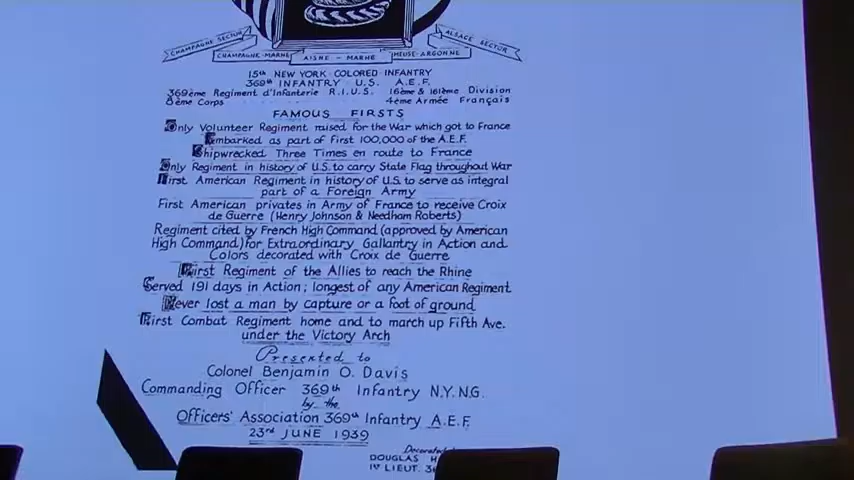 CHAMPAGNE SECTOR
CHAMPAGNE-MARNE
AISNE - MARNE
MEUSE-ARGONNE
ALSACE SECTOR
15th NEW YORK COLORED INFANTRY
369th INFANTRY U.S. A.E.F.
369ème Regiment d'Infanterie R.I.U.S. 16ème & 161ème Division
8ème Corps 4ème Armée Français
FAMOUS FIRSTS
Only Volunteer Regiment raised for the War which got to France
Embarked as part of First 100,000 of the A.E.F.
Shipwrecked Three Times en route to France
Only Regiment in history of U.S. to carry State Flag throughout War
First American Regiment in history of U.S. to serve as integral
part of a Foreign Army
First American privates in Army of France to receive Croix
de Guerre (Henry Johnson & Needham Roberts)
Regiment cited by French High Command (approved by American
High Command) for Extraordinary Gallantry in Action and
Colors decorated with Croix de Guerre
First Regiment of the Allies to reach the Rhine
Served 191 days in Action; longest of any American Regiment
Never lost a man by capture or a foot of ground
First Combat Regiment home and to march up Fifth Ave.
under the Victory Arch
Presented to
Colonel Benjamin O. Davis
Commanding Officer 369th Infantry N.Y.N.G.
by the
Officers' Association 369th Infantry A.E.F.
23rd JUNE 1939
Decorated
DOUGLAS H
1st LIEUT. 3